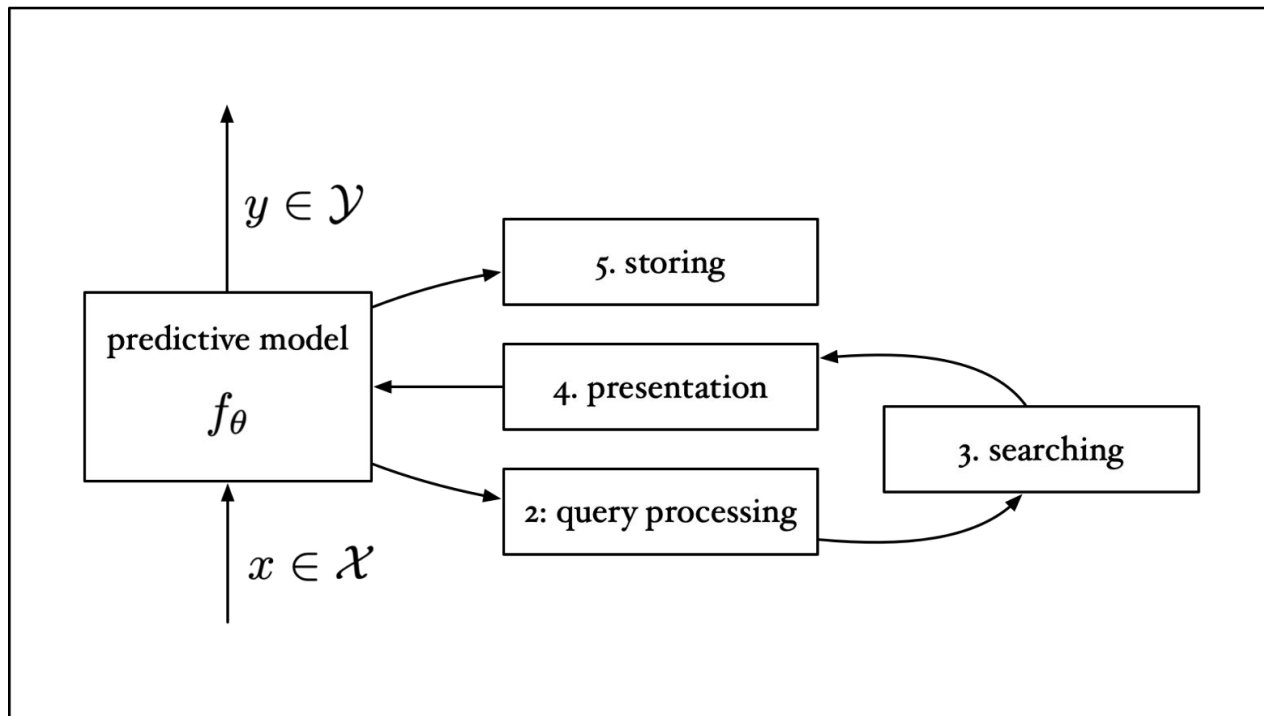 y ∈ 𝒴
5. storing
predictive model
f_θ
4. presentation
3. searching
2: query processing
x ∈ 𝒳